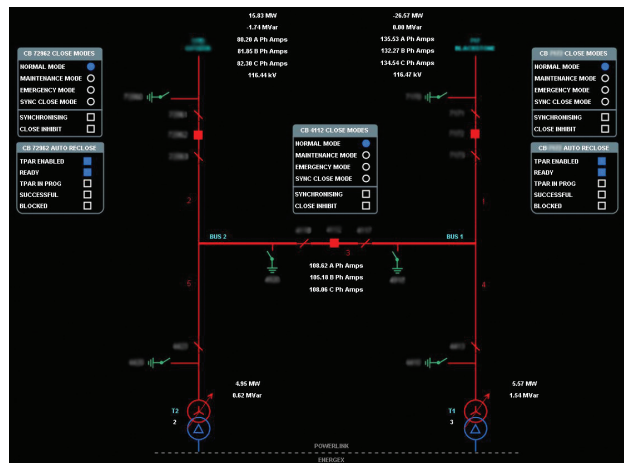 15.83 MW
-1.74 MVar
80.20 A Ph Amps
81.85 B Ph Amps
82.30 C Ph Amps
116.44 kV
-26.57 MW
0.00 MVar
135.53 A Ph Amps
132.27 B Ph Amps
134.54 C Ph Amps
116.47 kV
BLACKSTONE
CB 72962 CLOSE MODES
NORMAL MODE
MAINTENANCE MODE
EMERGENCY MODE
SYNC CLOSE MODE
SYNCHRONISING
CLOSE INHIBIT
CB 72962 AUTO RECLOSE
TPAR ENABLED
READY
TPAR IN PROG
SUCCESSFUL
BLOCKED
CB 4112 CLOSE MODES
NORMAL MODE
MAINTENANCE MODE
EMERGENCY MODE
SYNC CLOSE MODE
SYNCHRONISING
CLOSE INHIBIT
CB CLOSE MODES
NORMAL MODE
MAINTENANCE MODE
EMERGENCY MODE
SYNC CLOSE MODE
SYNCHRONISING
CLOSE INHIBIT
CB AUTO RECLOSE
TPAR ENABLED
READY
TPAR IN PROG
SUCCESSFUL
BLOCKED
2
1
BUS 2
BUS 1
3
108.62 A Ph Amps
105.18 B Ph Amps
108.06 C Ph Amps
5
4
4.95 MW
0.62 MVar
5.57 MW
1.54 MVar
T2
2
T1
3
POWERLINK
ENERGEX